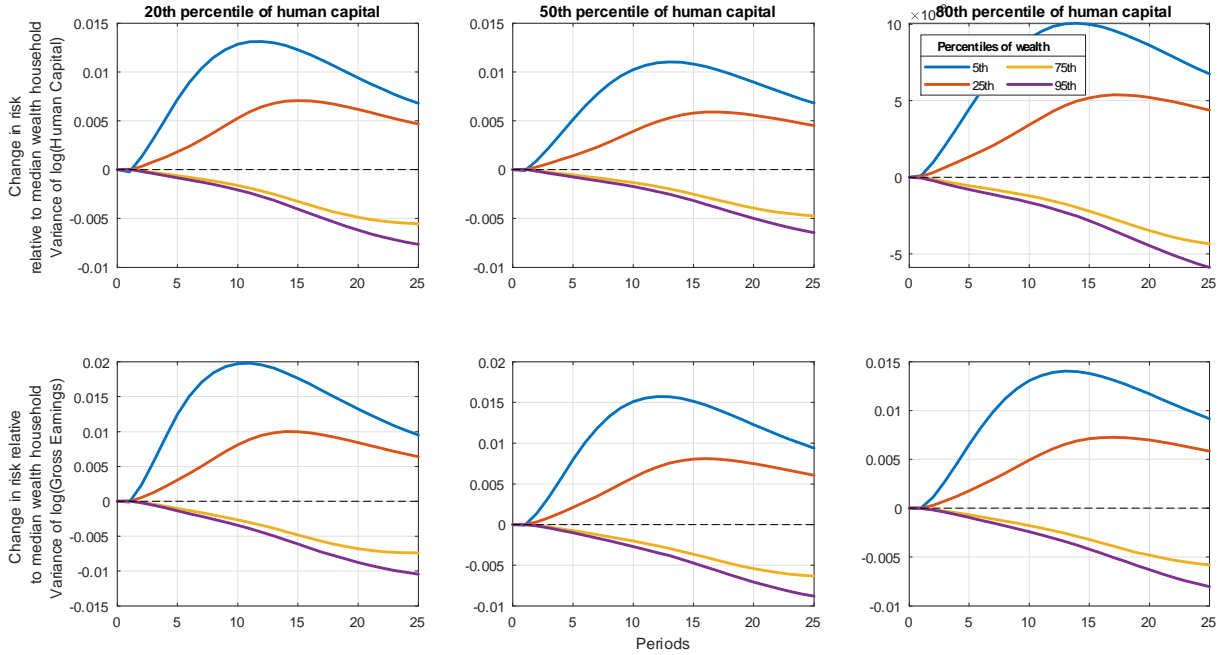 20th percentile of human capital
50th percentile of human capital
80th percentile of human capital
Change in risk
relative to median wealth household
Variance of log(Human Capital)
0.015
0.01
0.005
0
-0.005
-0.01
0 5 10 15 20 25
0.015
0.01
0.005
0
-0.005
-0.01
0 5 10 15 20 25
10
5
0
-5
0 5 10 15 20 25
Percentiles of wealth
5th 75th
25th 95th
Change in risk relative
to median wealth household
Variance of log(Gross Earnings)
0.02
0.015
0.01
0.005
0
-0.005
-0.01
-0.015
0 5 10 15 20 25
0.02
0.015
0.01
0.005
0
-0.005
-0.01
0 5 10 15 20 25
0.015
0.01
0.005
0
-0.005
-0.01
0 5 10 15 20 25
Periods